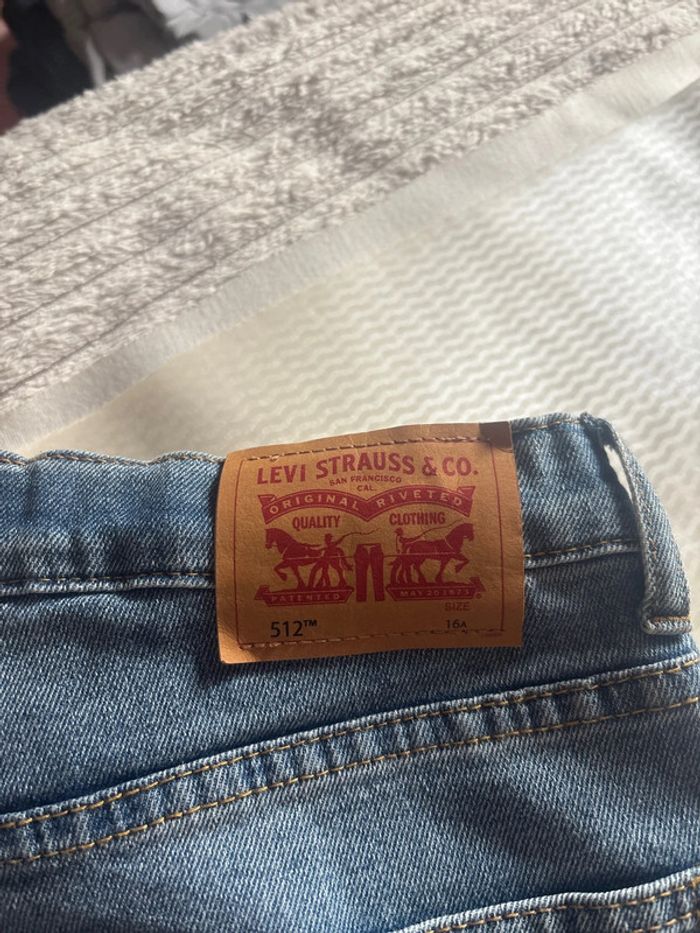 LEVI STRAUSS & CO.
SAN FRANCISCO
CAL.
ORIGINAL RIVETED
QUALITY CLOTHING
PATENTED MAY 20 1873
SIZE
512™ 16A